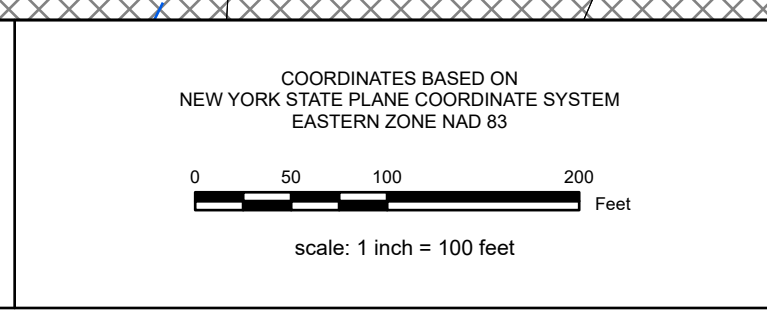 COORDINATES BASED ON
NEW YORK STATE PLANE COORDINATE SYSTEM
EASTERN ZONE NAD 83
0 50 100 200
Feet
scale: 1 inch = 100 feet